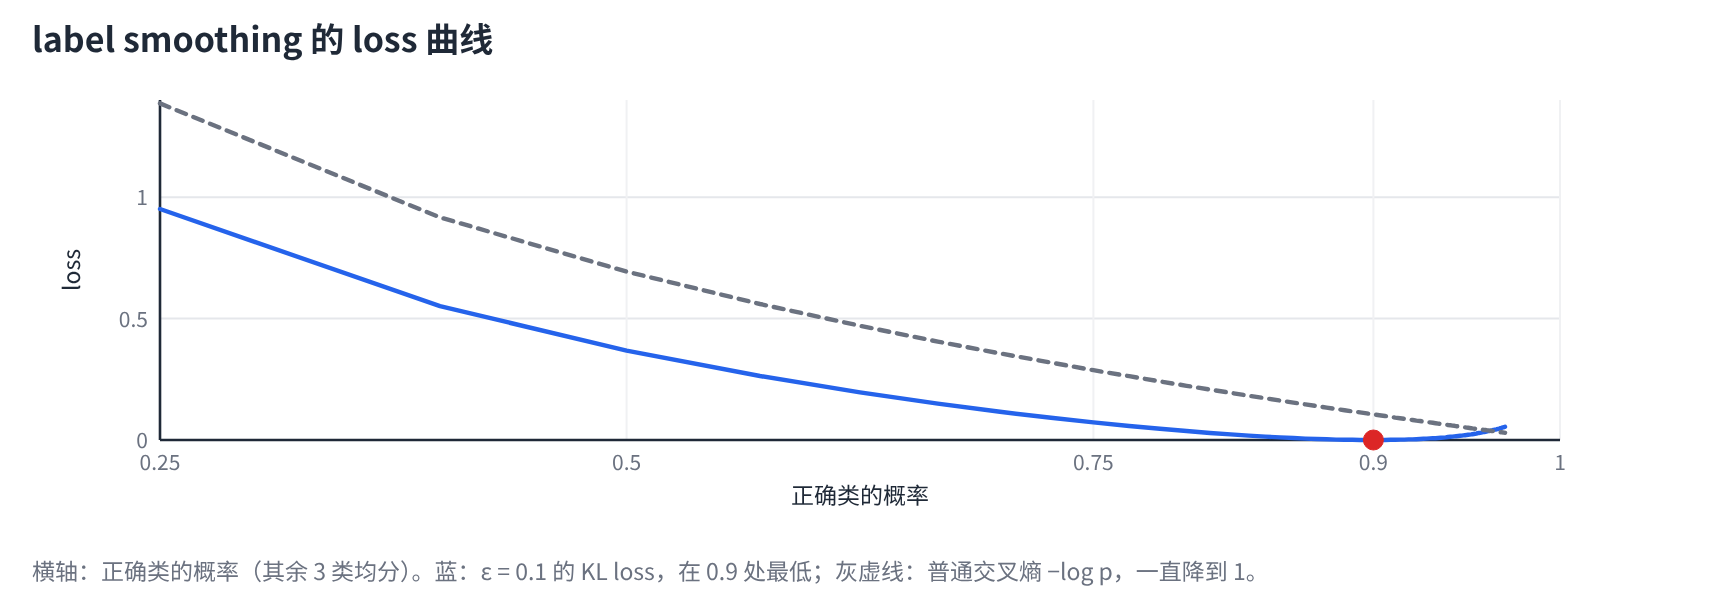 label smoothing 的 loss 曲线
1
0.5
0
loss
0.25
0.5
0.75
0.9
1
正确类的概率
横轴：正确类的概率（其余 3 类均分）。蓝：ε = 0.1 的 KL loss，在 0.9 处最低；灰虚线：普通交叉熵 −log p，一直降到 1。